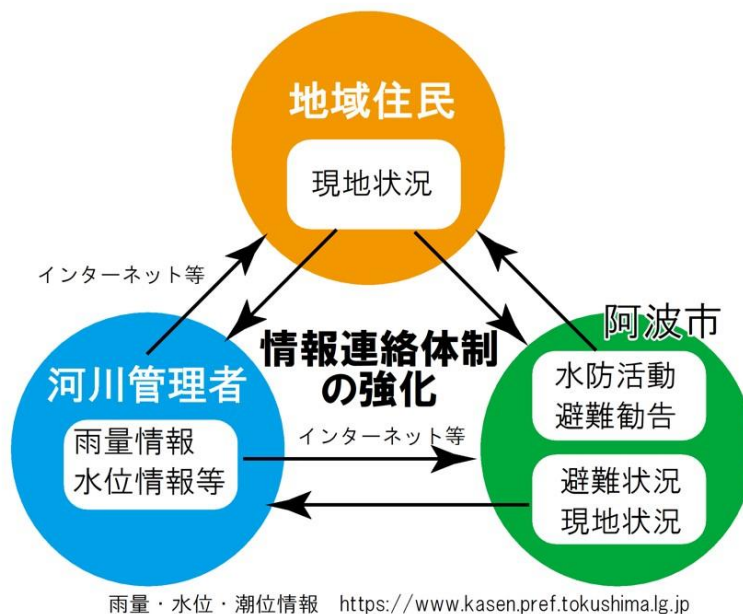 地域住民
現地状況
インターネット等
情報連絡体制
の強化
阿波市
河川管理者
水防活動
避難勧告
雨量情報
水位情報等
インターネット等
避難状況
現地状況
雨量・水位・潮位情報 https://www.kasen.pref.tokushima.lg.jp